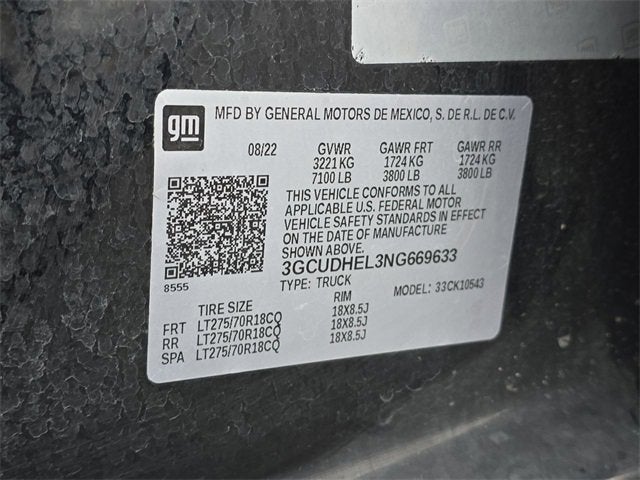 gm
MFD BY GENERAL MOTORS DE MEXICO, S. DE R.L. DE C.V.
08/22 GVWR GAWR FRT GAWR RR
3221 KG 1724 KG 1724 KG
7100 LB 3800 LB 3800 LB
THIS VEHICLE CONFORMS TO ALL
APPLICABLE U.S. FEDERAL MOTOR
VEHICLE SAFETY STANDARDS IN EFFECT
ON THE DATE OF MANUFACTURE
SHOWN ABOVE.
3GCUDHEL3NG669633
8555
TYPE: TRUCK MODEL: 33CK10543
TIRE SIZE RIM
FRT LT275/70R18CQ 18X8.5J
RR LT275/70R18CQ 18X8.5J
SPA LT275/70R18CQ 18X8.5J